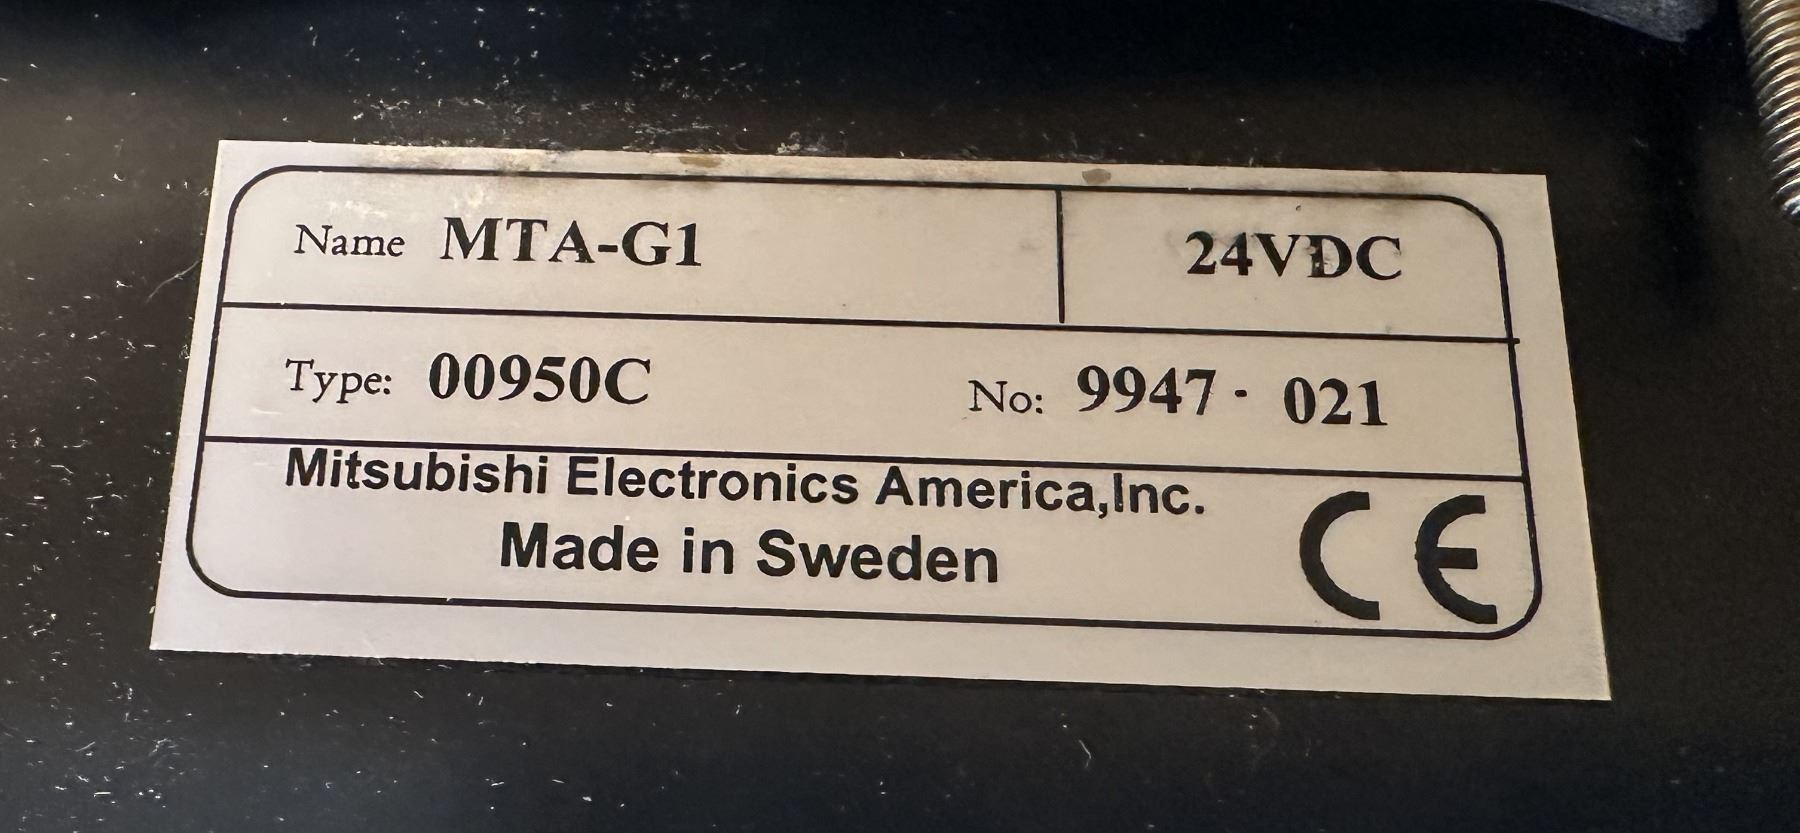 Name MTA-G1 24VDC
Type: 00950C No: 9947 · 021
Mitsubishi Electronics America,Inc.
Made in Sweden
CE